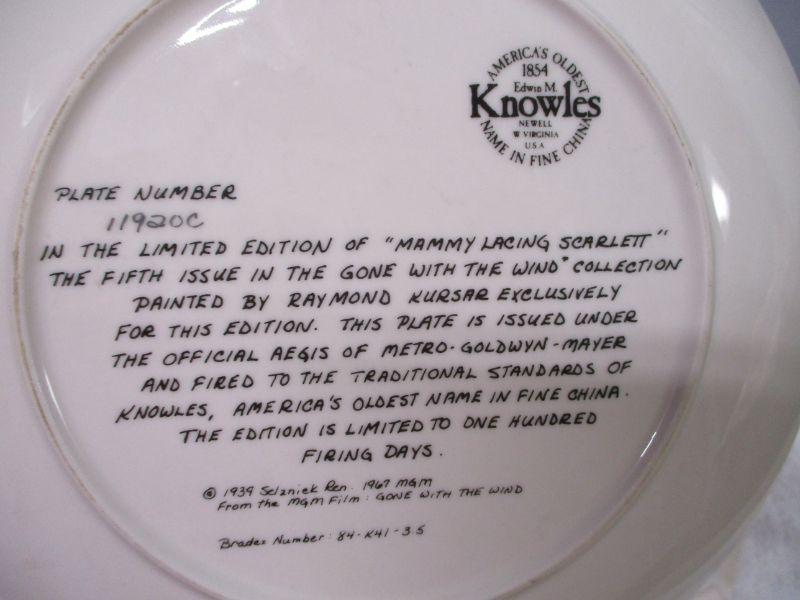 AMERICA'S OLDEST
1854
Edwin M.
Knowles
NEWELL
W VIRGINIA
U.S.A
NAME IN FINE CHINA
PLATE NUMBER
11920C
IN THE LIMITED EDITION OF "MAMMY LACING SCARLETT"
THE FIFTH ISSUE IN THE GONE WITH THE WIND* COLLECTION
PAINTED BY RAYMOND KURSAR EXCLUSIVELY
FOR THIS EDITION. THIS PLATE IS ISSUED UNDER
THE OFFICIAL AEGIS OF METRO-GOLDWYN-MAYER
AND FIRED TO THE TRADITIONAL STANDARDS OF
KNOWLES, AMERICA'S OLDEST NAME IN FINE CHINA.
THE EDITION IS LIMITED TO ONE HUNDRED
FIRING DAYS.
© 1939 Selznick Ren. 1967 MGM
From the MGM Film: GONE WITH THE WIND
Bradex Number: 84-K41-3.5